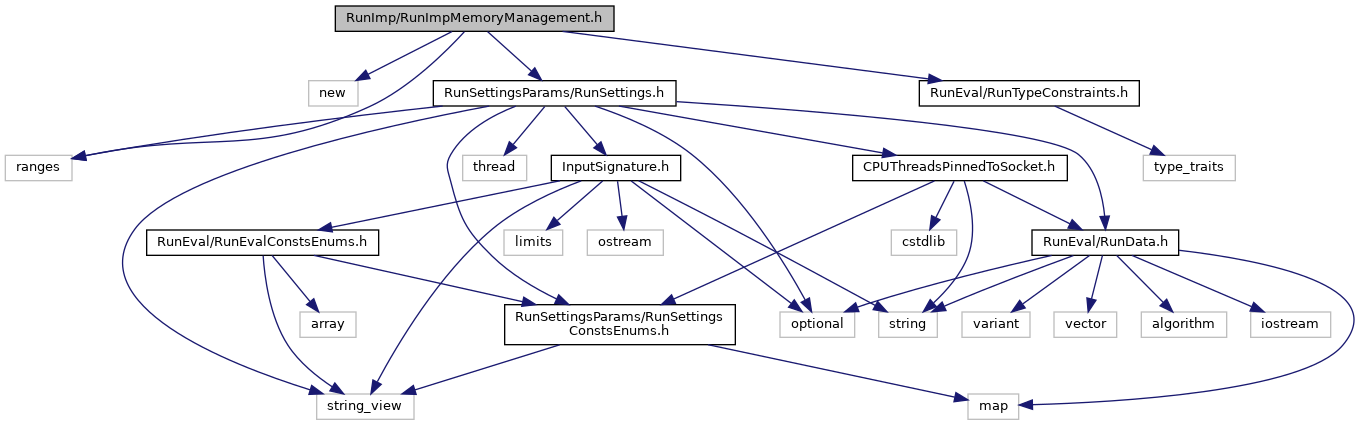 RunImp/RunImpMemoryManagement.h
new
RunSettingsParams/RunSettings.h
RunEval/RunTypeConstraints.h
ranges
thread
InputSignature.h
CPUThreadsPinnedToSocket.h
type_traits
RunEval/RunEvalConstsEnums.h
limits
ostream
cstdlib
RunEval/RunData.h
array
RunSettingsParams/RunSettings
ConstsEnums.h
optional
string
variant
vector
algorithm
iostream
string_view
map